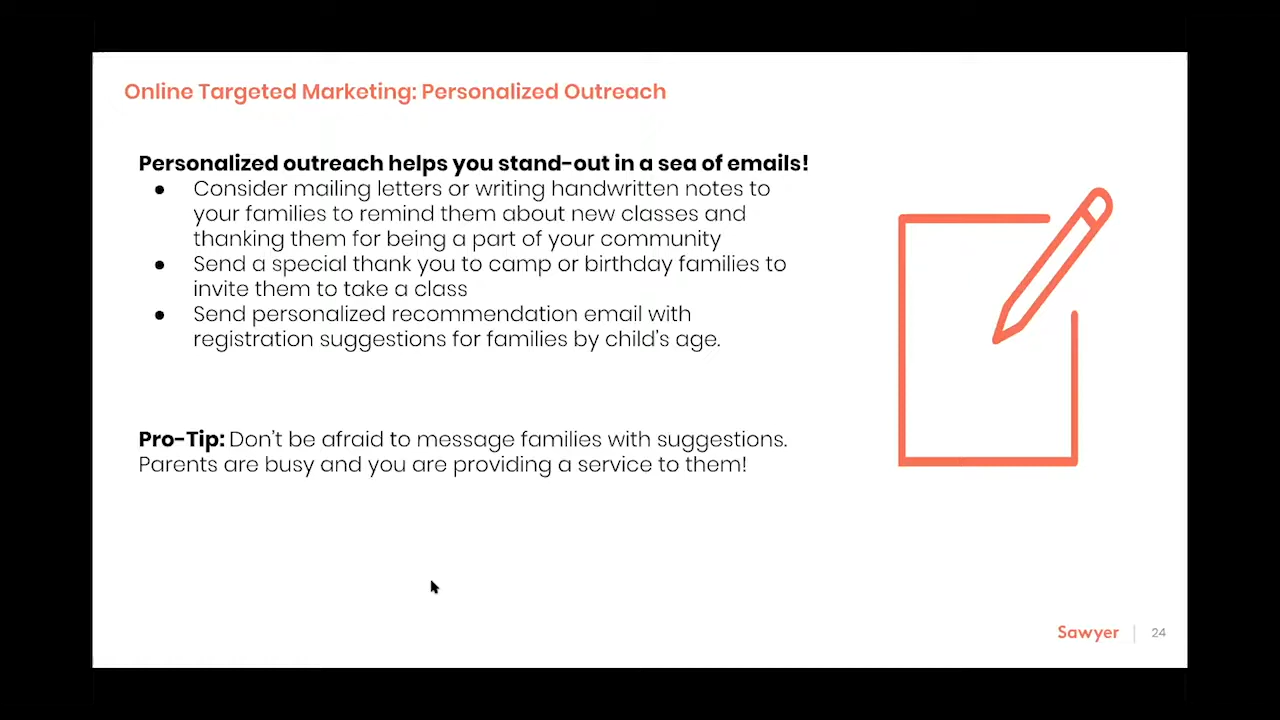 Online Targeted Marketing: Personalized Outreach
Personalized outreach helps you stand-out in a sea of emails!
● Consider mailing letters or writing handwritten notes to
your families to remind them about new classes and
thanking them for being a part of your community
● Send a special thank you to camp or birthday families to
invite them to take a class
● Send personalized recommendation email with
registration suggestions for families by child's age.
Pro-Tip: Don't be afraid to message families with suggestions.
Parents are busy and you are providing a service to them!
Sawyer | 24